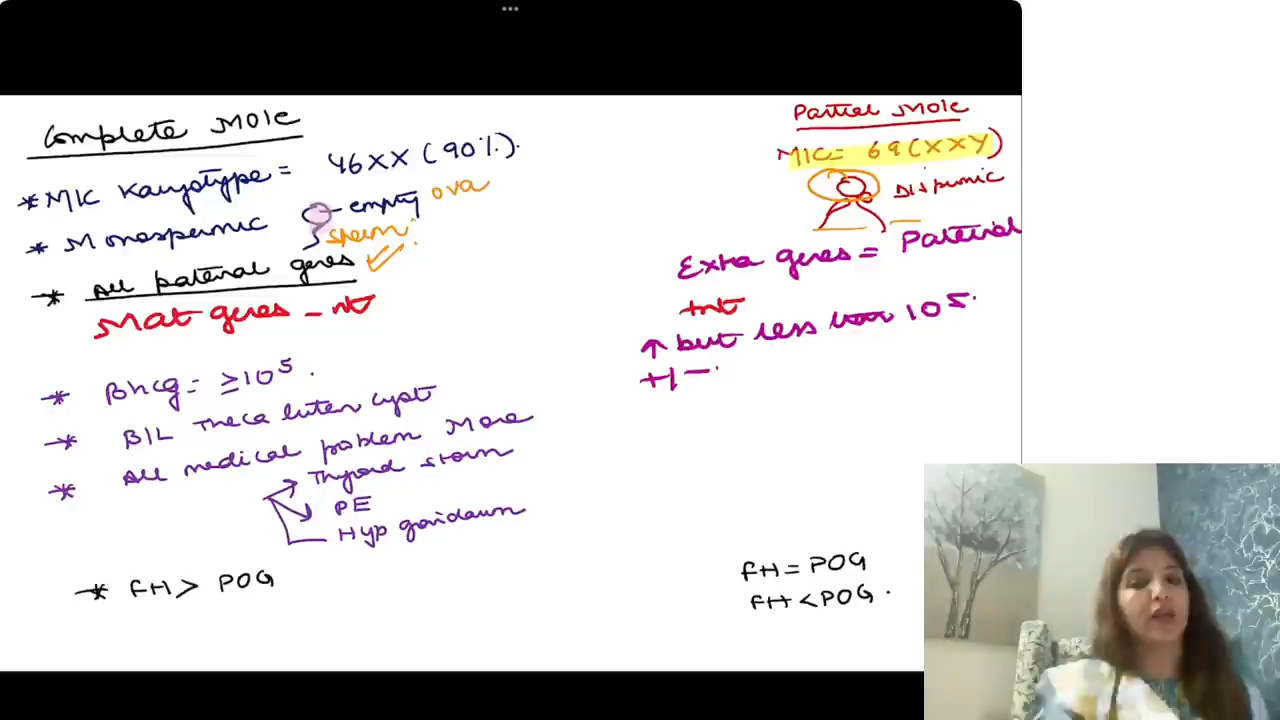 Complete Mole
* M/C Karyotype = 46XX (90%).
* Monospermic - empty ova
sperm
* All paternal genes
Mat genes - nt
* BhCg = ≥10⁵.
* BIL Theca lutein cyst
* All medical problem More
Thyroid storm
PE
Hyp gravidarum
* FH > POG
Partial Mole
M/C = 69 (XXY)
Dispermic
Extra genes = Paternal
+nt
↑ but less than 10⁵.
+/-
FH = POG
FH < POG.